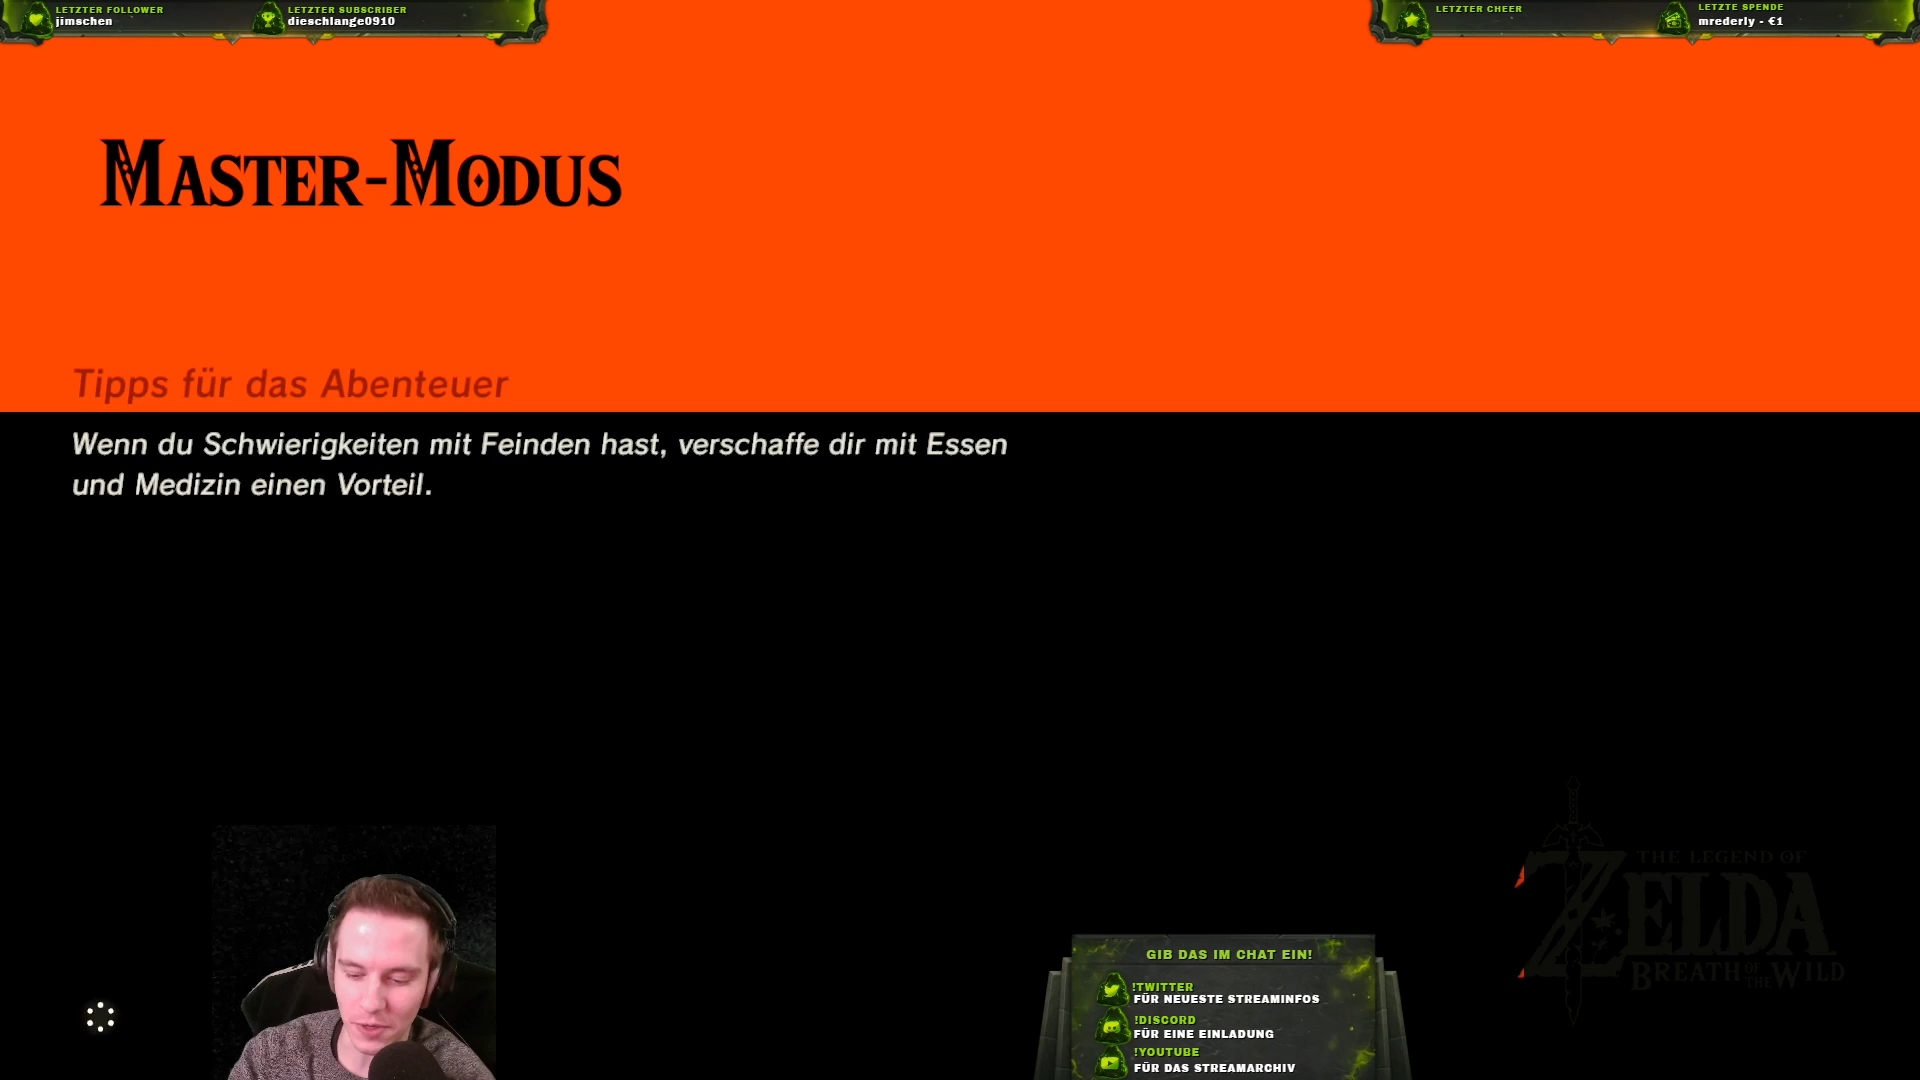 LETZTER FOLLOWER
jimschen
LETZTER SUBSCRIBER
dieschlange0910
LETZTER CHEER
LETZTE SPENDE
mrederly - €1
MASTER-MODUS
Tipps für das Abenteuer
Wenn du Schwierigkeiten mit Feinden hast, verschaffe dir mit Essen
und Medizin einen Vorteil.
THE LEGEND OF
ZELDA
BREATH OF THE WILD
GIB DAS IM CHAT EIN!
!TWITTER
FÜR NEUESTE STREAMINFOS
!DISCORD
FÜR EINE EINLADUNG
!YOUTUBE
FÜR DAS STREAMARCHIV